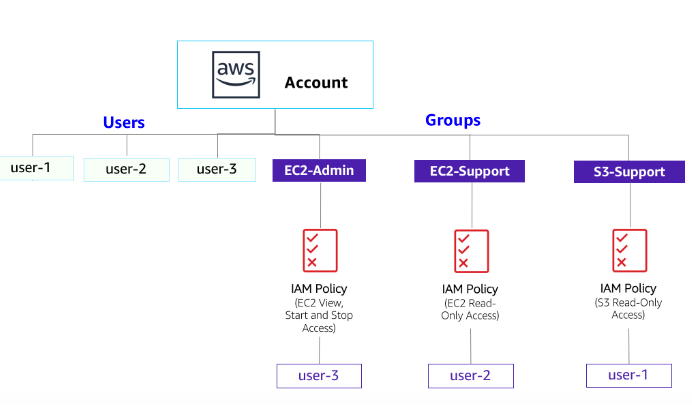 aws
Account
Users
Groups
user-1
user-2
user-3
EC2-Admin
EC2-Support
S3-Support
IAM Policy
(EC2 View,
Start and Stop
Access)
IAM Policy
(EC2 Read-
Only Access)
IAM Policy
(S3 Read-Only
Access)
user-3
user-2
user-1